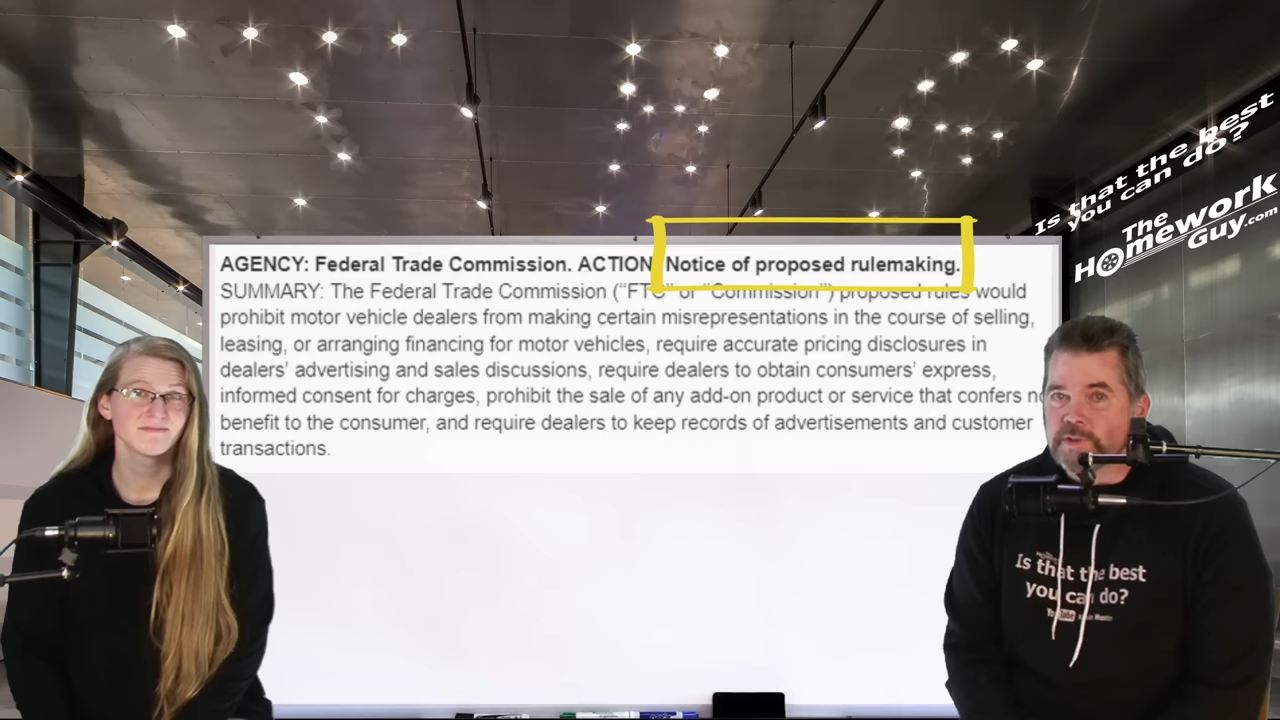 Is that the best
you can do?
The
Homework
Guy.com
AGENCY: Federal Trade Commission. ACTION Notice of proposed rulemaking.
SUMMARY: The Federal Trade Commission ("FTC" or "Commission") proposed rules would
prohibit motor vehicle dealers from making certain misrepresentations in the course of selling,
leasing, or arranging financing for motor vehicles, require accurate pricing disclosures in
dealers' advertising and sales discussions, require dealers to obtain consumers' express,
informed consent for charges, prohibit the sale of any add-on product or service that confers no
benefit to the consumer, and require dealers to keep records of advertisements and customer
transactions.
Is that the best
you can do?
YouTube